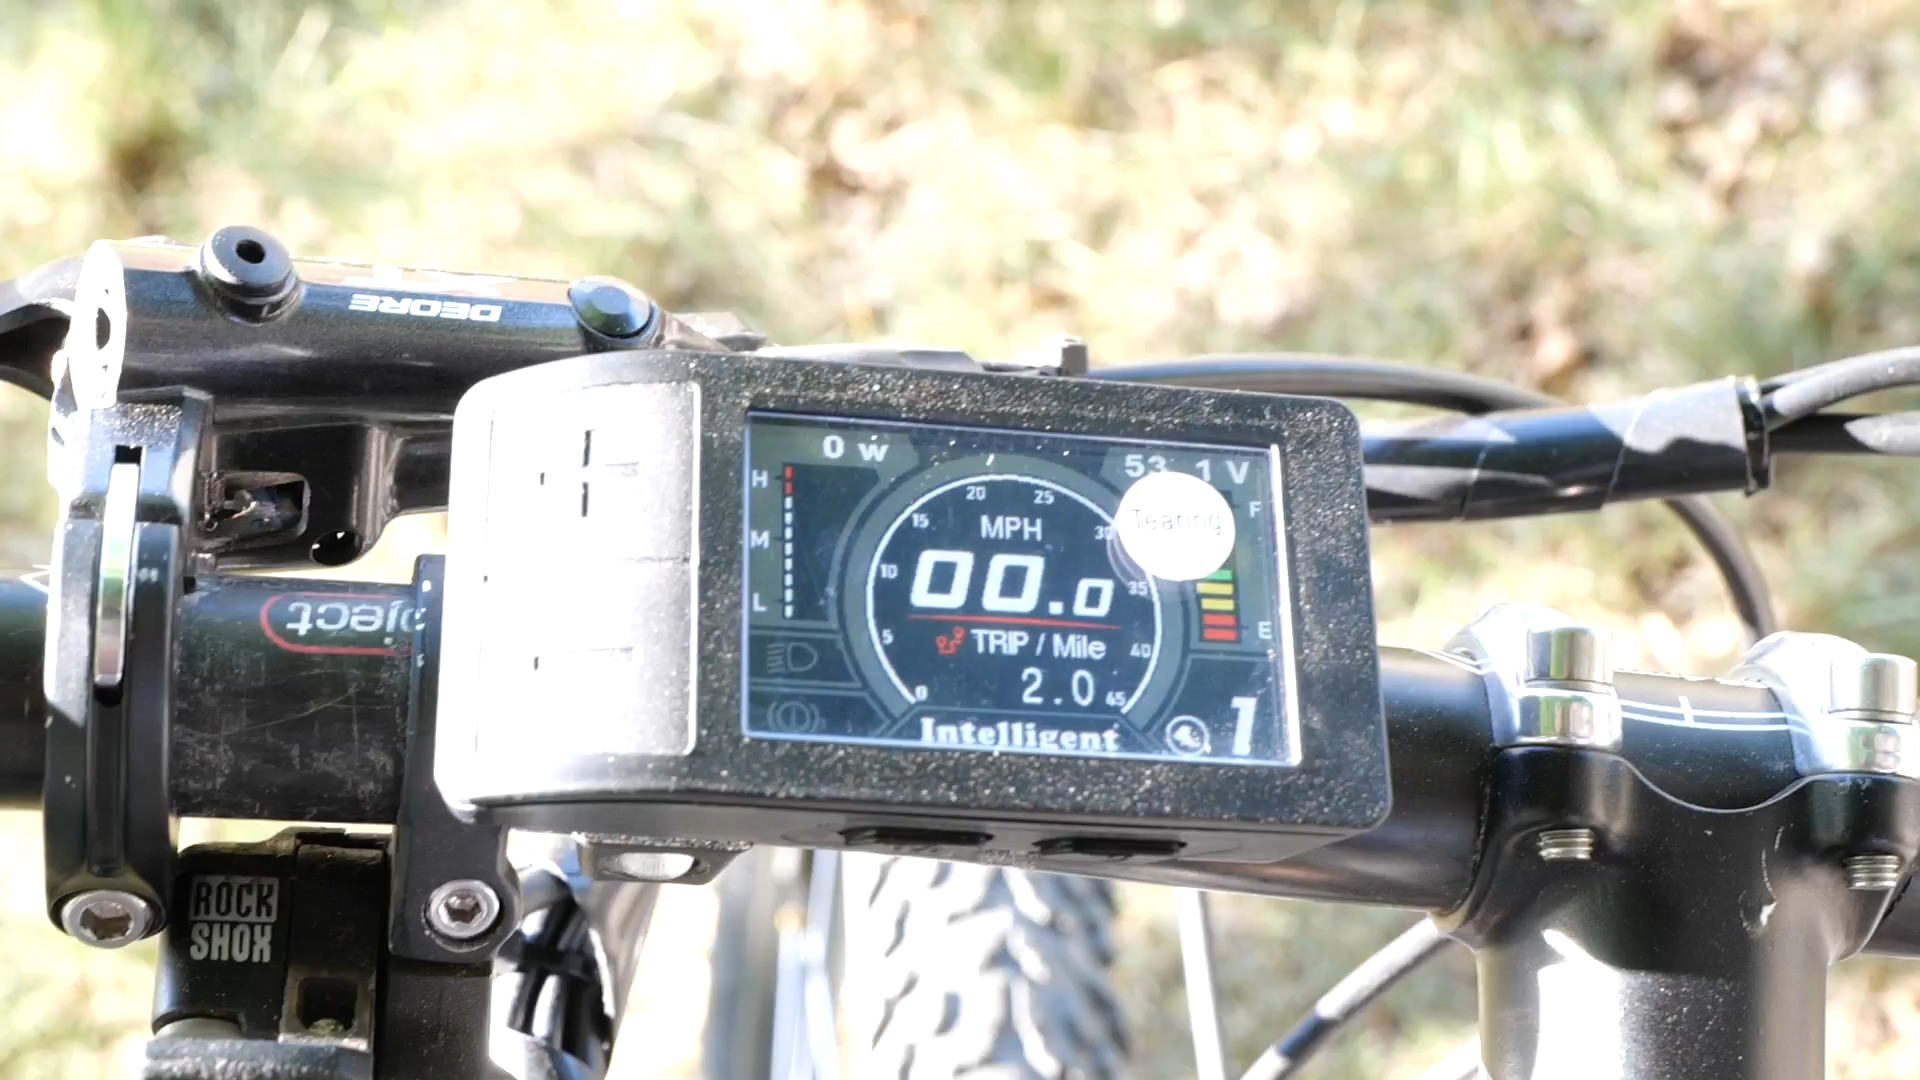 DEORE
0 W
53.1 V
H
M
L
F
E
Tearing
0
5
10
15
20
25
30
35
40
45
MPH
00.0
TRIP / Mile
2.0
Intelligent
1
ROCK
SHOX